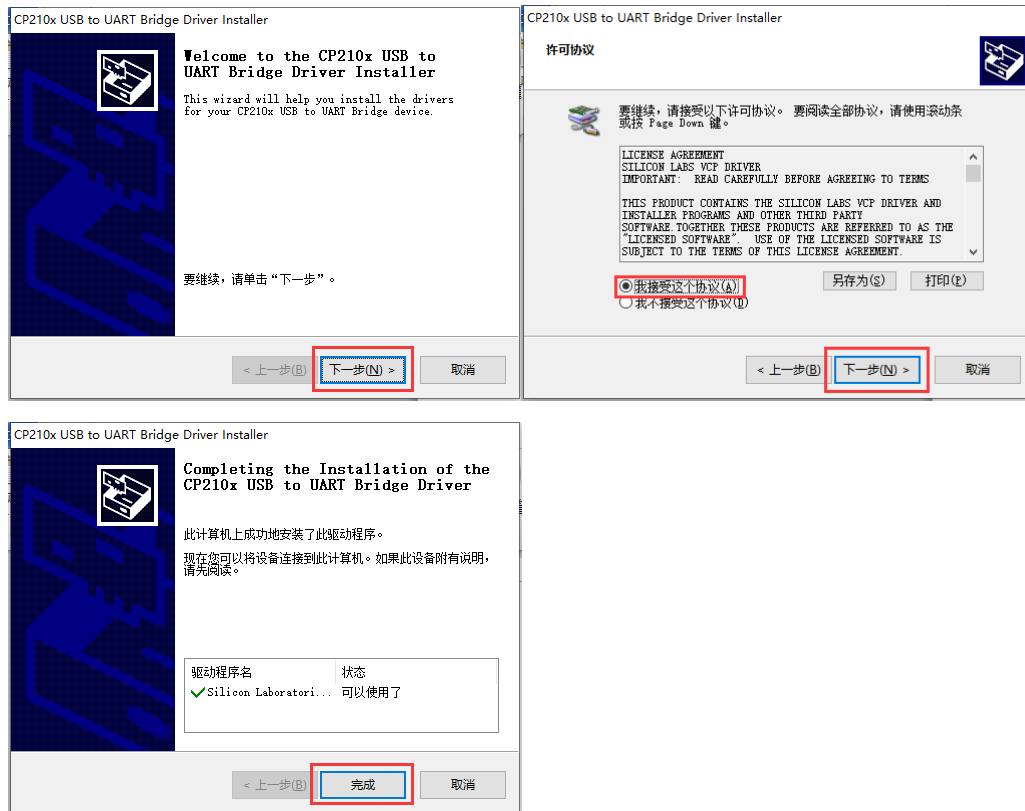 CP210x USB to UART Bridge Driver Installer
Welcome to the CP210x USB to
UART Bridge Driver Installer
This wizard will help you install the drivers
for your CP210x USB to UART Bridge device.
要继续，请单击“下一步”。
< 上一步(B)
下一步(N) >
取消
CP210x USB to UART Bridge Driver Installer
许可协议
要继续，请接受以下许可协议。 要阅读全部协议，请使用滚动条
或按 Page Down 键。
LICENSE AGREEMENT
SILICON LABS VCP DRIVER
IMPORTANT:  READ CAREFULLY BEFORE AGREEING TO TERMS
THIS PRODUCT CONTAINS THE SILICON LABS VCP DRIVER AND
INSTALLER PROGRAMS AND OTHER THIRD PARTY
SOFTWARE.TOGETHER THESE PRODUCTS ARE REFERRED TO AS THE
"LICENSED SOFTWARE".  USE OF THE LICENSED SOFTWARE IS
SUBJECT TO THE TERMS OF THIS LICENSE AGREEMENT.
我接受这个协议(A)
我不接受这个协议(D)
另存为(S)
打印(P)
< 上一步(B)
下一步(N) >
取消
CP210x USB to UART Bridge Driver Installer
Completing the Installation of the
CP210x USB to UART Bridge Driver
此计算机上成功地安装了此驱动程序。
现在您可以将设备连接到此计算机。如果此设备附有说明，
请先阅读。
驱动程序名 状态
Silicon Laboratori... 可以使用了
< 上一步(B)
完成
取消